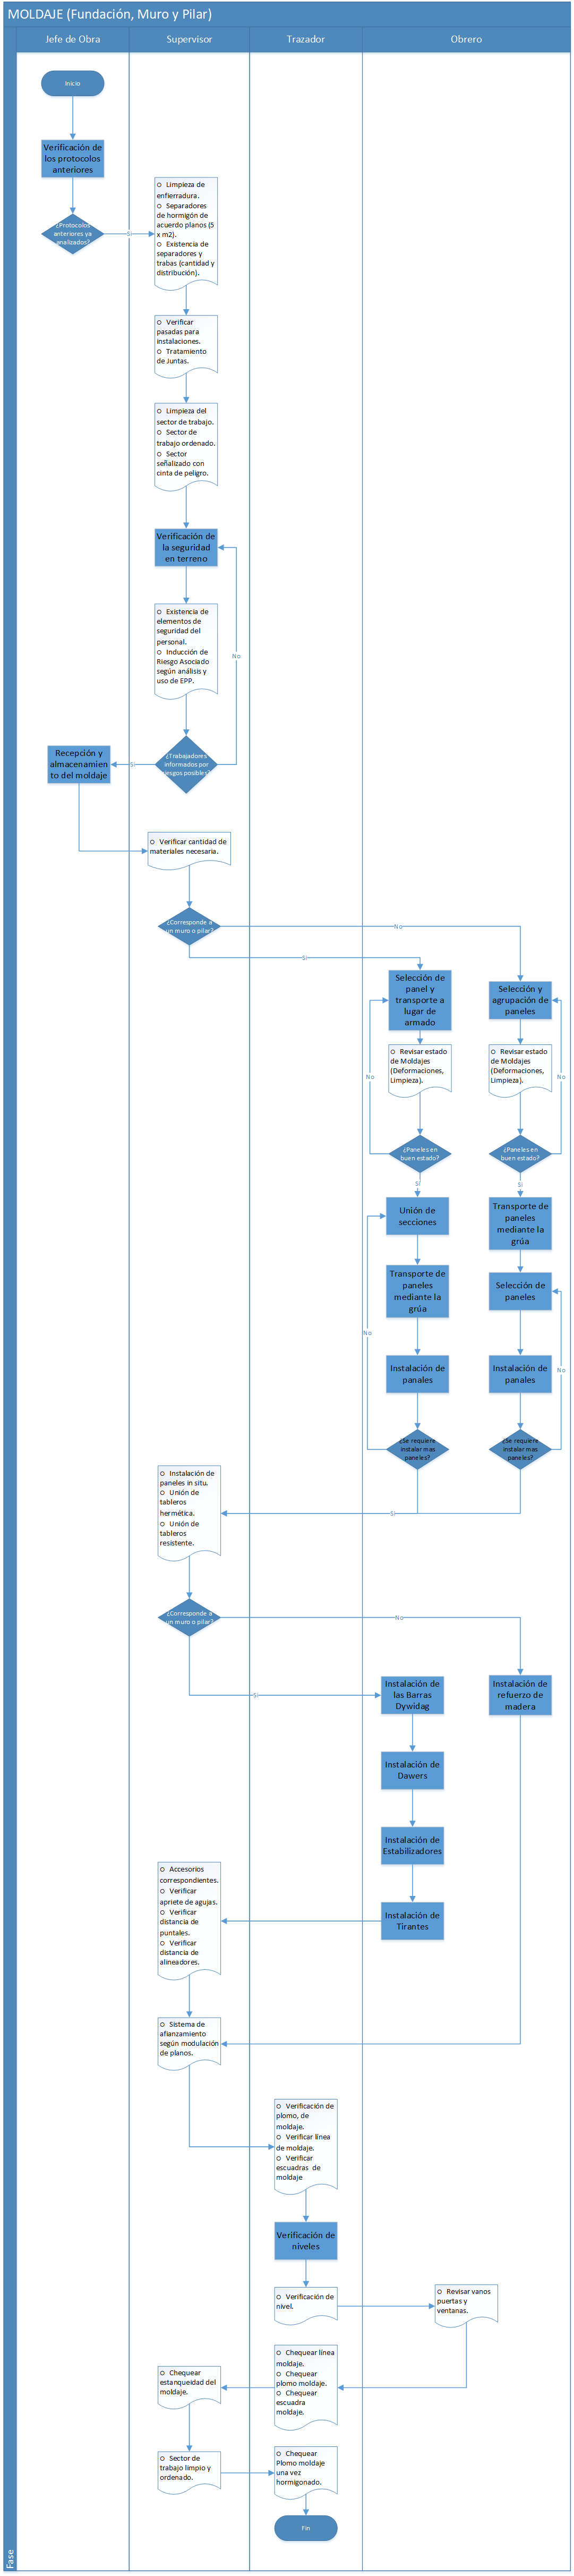 MOLDAJE (Fundación, Muro y Pilar)
Jefe de Obra
Supervisor
Trazador
Obrero
Inicio
Verificación de
los protocolos
anteriores
¿Protocolos
anteriores ya
analizados?
Si
o Limpieza de
enfierradura.
o Separadores
de hormigón de
acuerdo planos (5
x m2).
o Existencia de
separadores y
trabas (cantidad y
distribución).
o Verificar
pasadas para
instalaciones.
o Tratamiento
de Juntas.
o Limpieza del
sector de trabajo.
o Sector de
trabajo ordenado.
o Sector
señalizado con
cinta de peligro.
Verificación de
la seguridad
en terreno
o Existencia de
elementos de
seguridad del
personal.
o Inducción de
Riesgo Asociado
según análisis y
uso de EPP.
No
¿Trabajadores
informados por
riesgos posibles?
Si
Recepción y
almacenamien
to del moldaje
o Verificar cantidad de
materiales necesaria.
¿Corresponde a
un muro o pilar?
No
Si
Selección de
panel y
transporte a
lugar de
armado
Selección y
agrupación de
paneles
o Revisar estado
de Moldajes
(Deformaciones,
Limpieza).
o Revisar estado
de Moldajes
(Deformaciones,
Limpieza).
No
No
¿Paneles en
buen estado?
¿Paneles en
buen estado?
Si
Si
Unión de
secciones
Transporte de
paneles
mediante la
grúa
Transporte de
paneles
mediante la
grúa
Selección de
paneles
No
No
Instalación de
panales
Instalación de
panales
¿Se requiere
instalar mas
paneles?
¿Se requiere
instalar mas
paneles?
Si
o Instalación de
paneles in situ.
o Unión de
tableros
hermética.
o Unión de
tableros
resistente.
¿Corresponde a
un muro o pilar?
No
Si
Instalación de
las Barras
Dywidag
Instalación de
refuerzo de
madera
Instalación de
Dawers
Instalación de
Estabilizadores
Instalación de
Tirantes
o Accesorios
correspondientes.
o Verificar
apriete de agujas.
o Verificar
distancia de
puntales.
o Verificar
distancia de
alineadores.
o Sistema de
afianzamiento
según modulación
de planos.
o Verificación de
plomo, de
moldaje.
o Verificar línea
de moldaje.
o Verificar
escuadras de
moldaje
Verificación de
niveles
o Verificación de
nivel.
o Revisar vanos
puertas y
ventanas.
o Chequear línea
moldaje.
o Chequear
plomo moldaje.
o Chequear
escuadra
moldaje.
o Chequear
estanqueidad del
moldaje.
o Sector de
trabajo limpio y
ordenado.
o Chequear
Plomo moldaje
una vez
hormigonado.
Fin
Fase